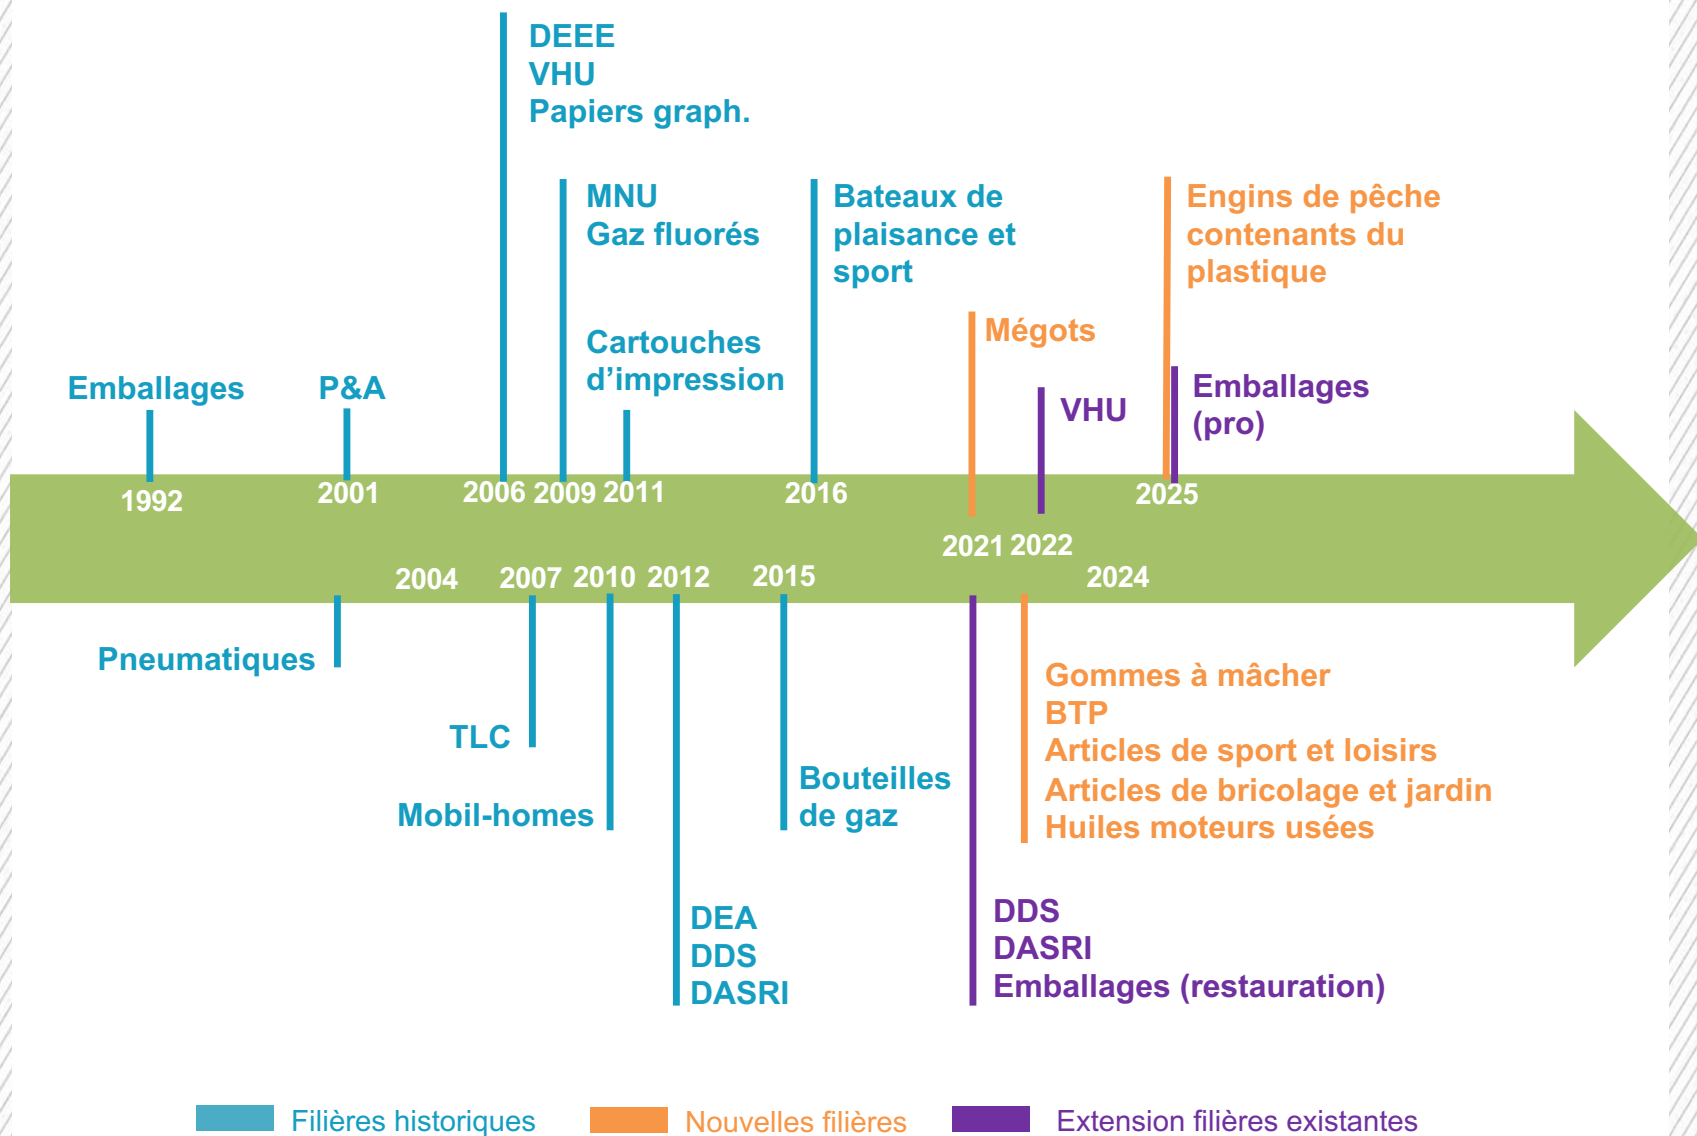 DEEE
VHU
Papiers graph.
MNU
Gaz fluorés
Bateaux de
plaisance et
sport
Engins de pêche
contenants du
plastique
Mégots
Cartouches
d’impression
Emballages
P&A
VHU
Emballages
(pro)
1992
2001
2006
2009
2011
2016
2025
2021
2022
2004
2007
2010
2012
2015
2024
Pneumatiques
TLC
Mobil-homes
Bouteilles
de gaz
Gommes à mâcher
BTP
Articles de sport et loisirs
Articles de bricolage et jardin
Huiles moteurs usées
DEA
DDS
DASRI
DDS
DASRI
Emballages (restauration)
Filières historiques
Nouvelles filières
Extension filières existantes